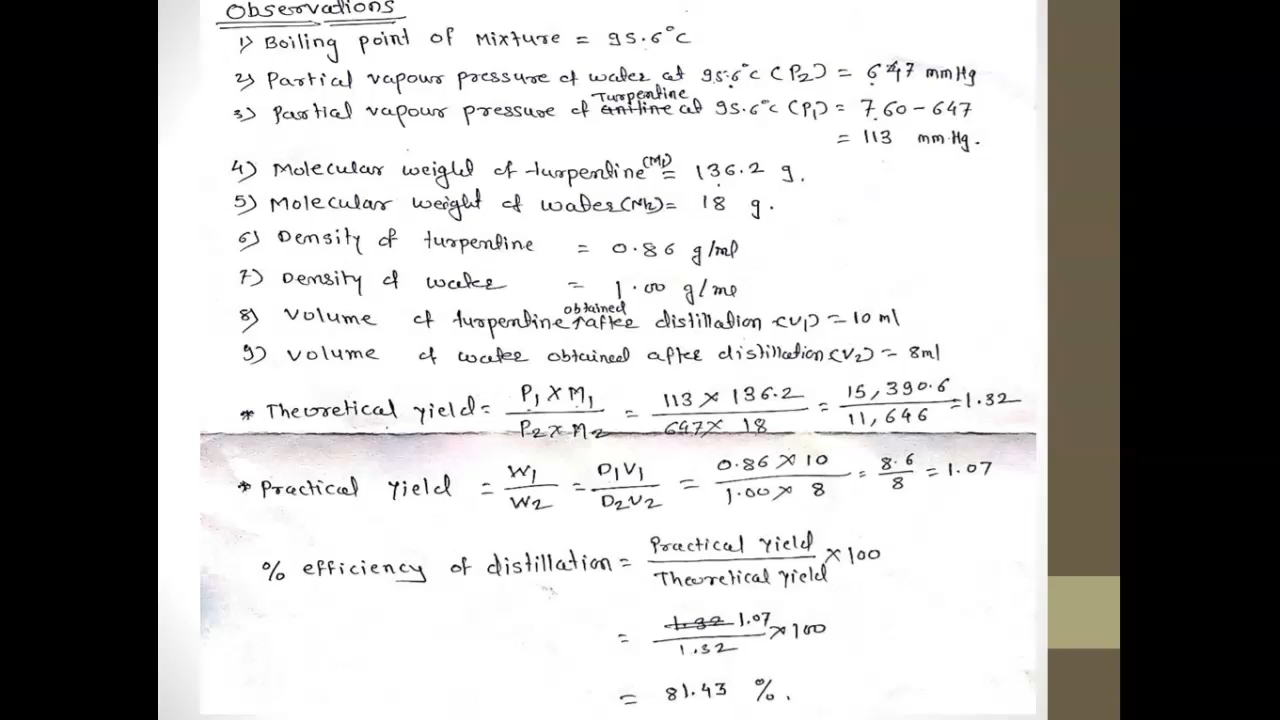 Observations
1) Boiling point of Mixture = 95.6°C
2) Partial vapour pressure of water at 95.6°C (P2) = 647 mmHg
3) Partial vapour pressure of aniline Turpentine at 95.6°C (P1) = 760 - 647
= 113 mm.Hg.
4) Molecular weight of turpentine (M1) = 136.2 g.
5) Molecular weight of water (M2) = 18 g.
6) Density of turpentine = 0.86 g/ml
7) Density of water = 1.00 g/ml
8) Volume of turpentine obtained after distillation (V1) = 10 ml
9) Volume of water obtained after distillation (V2) = 8ml
* Theoretical yield = P1 X M1 / P2 x M2 = 113 x 136.2 / 647 x 18 = 15,390.6 / 11,646 = 1.32
* Practical yield = W1 / W2 = D1V1 / D2V2 = 0.86 x 10 / 1.00 x 8 = 8.6 / 8 = 1.07
% efficiency of distillation = Practical yield / Theoretical yield x 100
= 1.32 1.07 / 1.32 x 100
= 81.43 %.